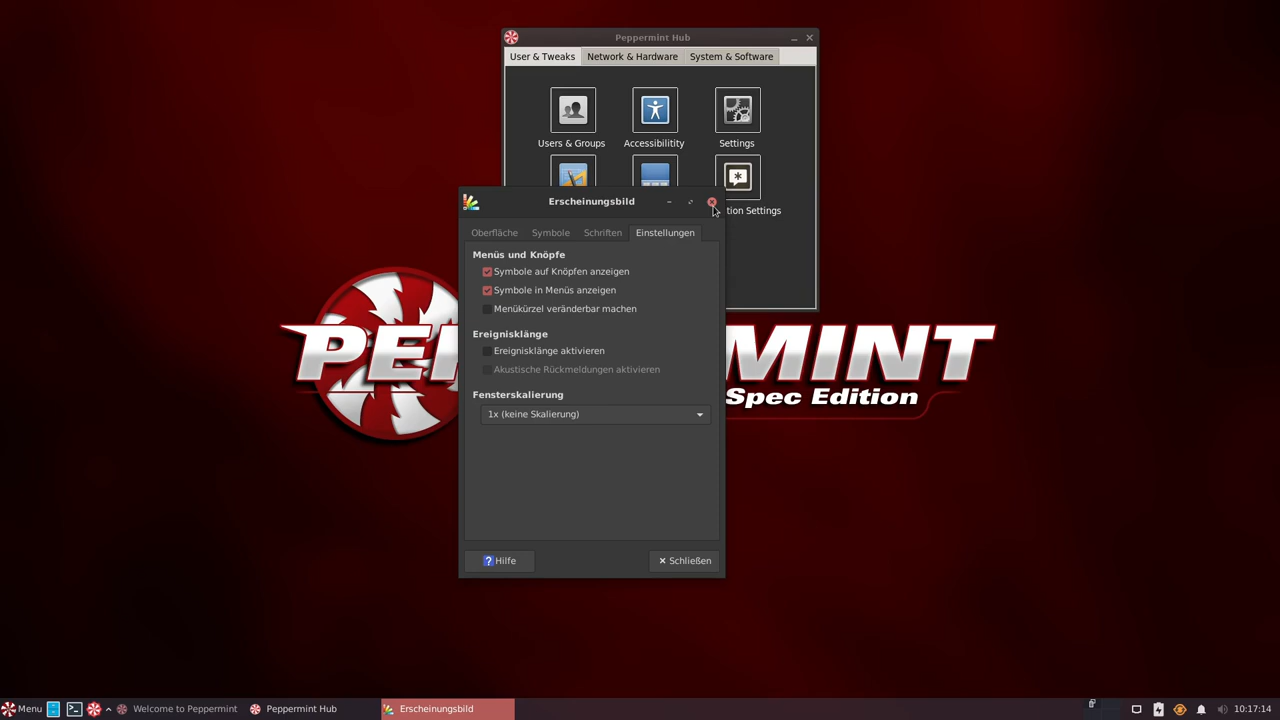 Peppermint Hub
User & Tweaks Network & Hardware System & Software
Users & Groups Accessibilitity Settings
tion Settings
Erscheinungsbild
Oberfläche Symbole Schriften Einstellungen
Menüs und Knöpfe
Symbole auf Knöpfen anzeigen
Symbole in Menüs anzeigen
Menükürzel veränderbar machen
Ereignisklänge
Ereignisklänge aktivieren
Akustische Rückmeldungen aktivieren
Fensterskalierung
1x (keine Skalierung)
Hilfe Schließen
PE MINT
Spec Edition
Menu Welcome to Peppermint Peppermint Hub Erscheinungsbild 10:17:14